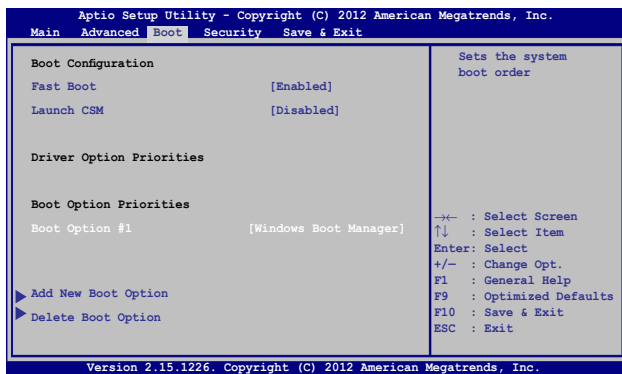 Aptio Setup Utility - Copyright (C) 2012 American Megatrends, Inc.
Main Advanced Boot Security Save & Exit
Boot Configuration
Fast Boot [Enabled]
Launch CSM [Disabled]
Driver Option Priorities
Boot Option Priorities
Boot Option #1 [Windows Boot Manager]
Add New Boot Option
Delete Boot Option
Sets the system
boot order
→← : Select Screen
↑↓ : Select Item
Enter: Select
+/— : Change Opt.
F1 : General Help
F9 : Optimized Defaults
F10 : Save & Exit
ESC : Exit
Version 2.15.1226. Copyright (C) 2012 American Megatrends, Inc.